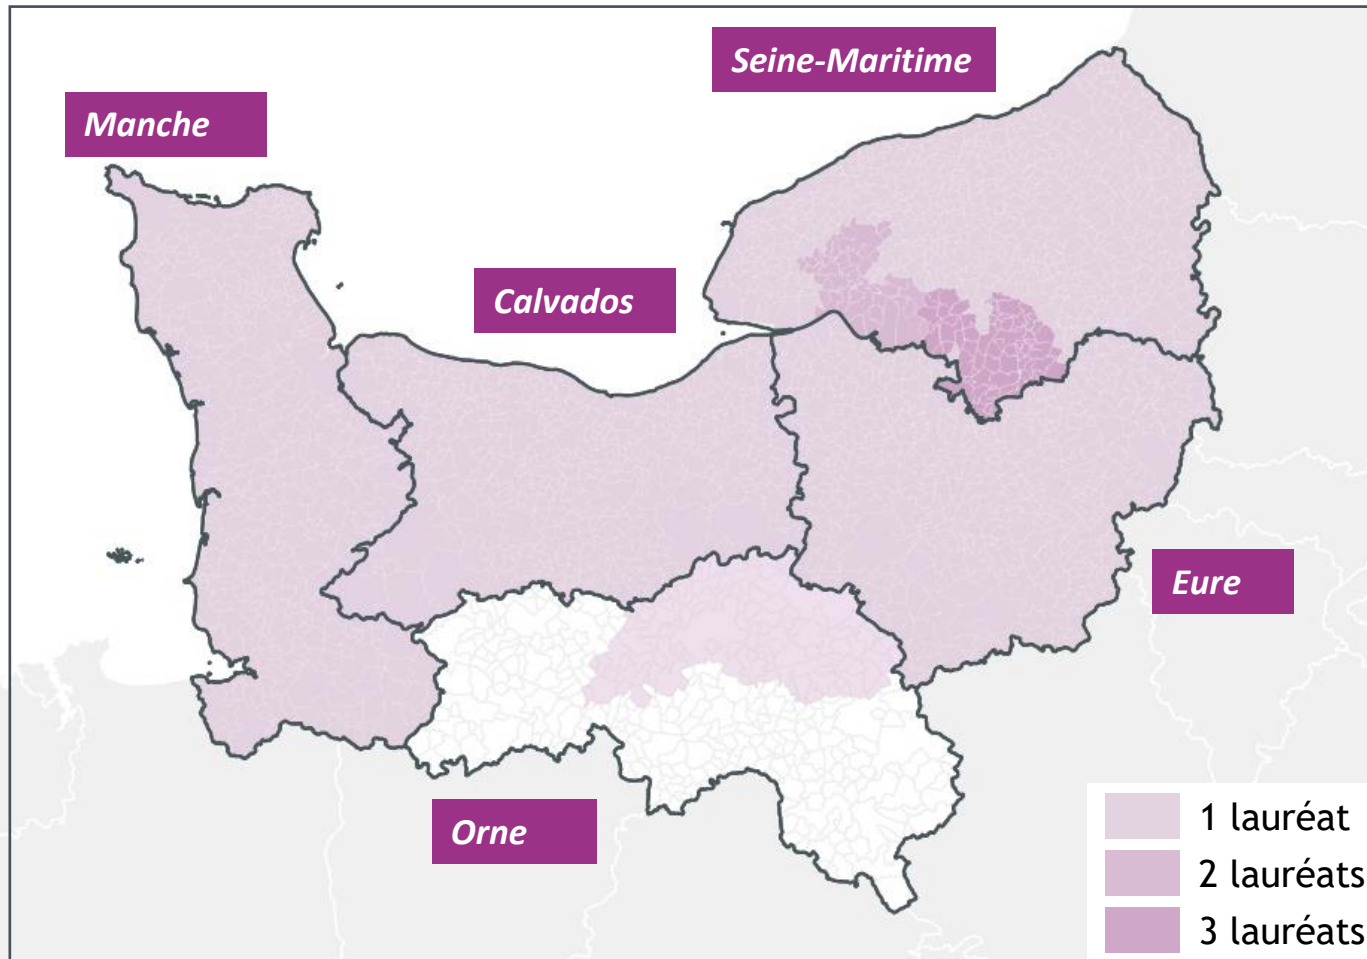 Seine-Maritime
Manche
Calvados
Eure
Orne
1 lauréat
2 lauréats
3 lauréats